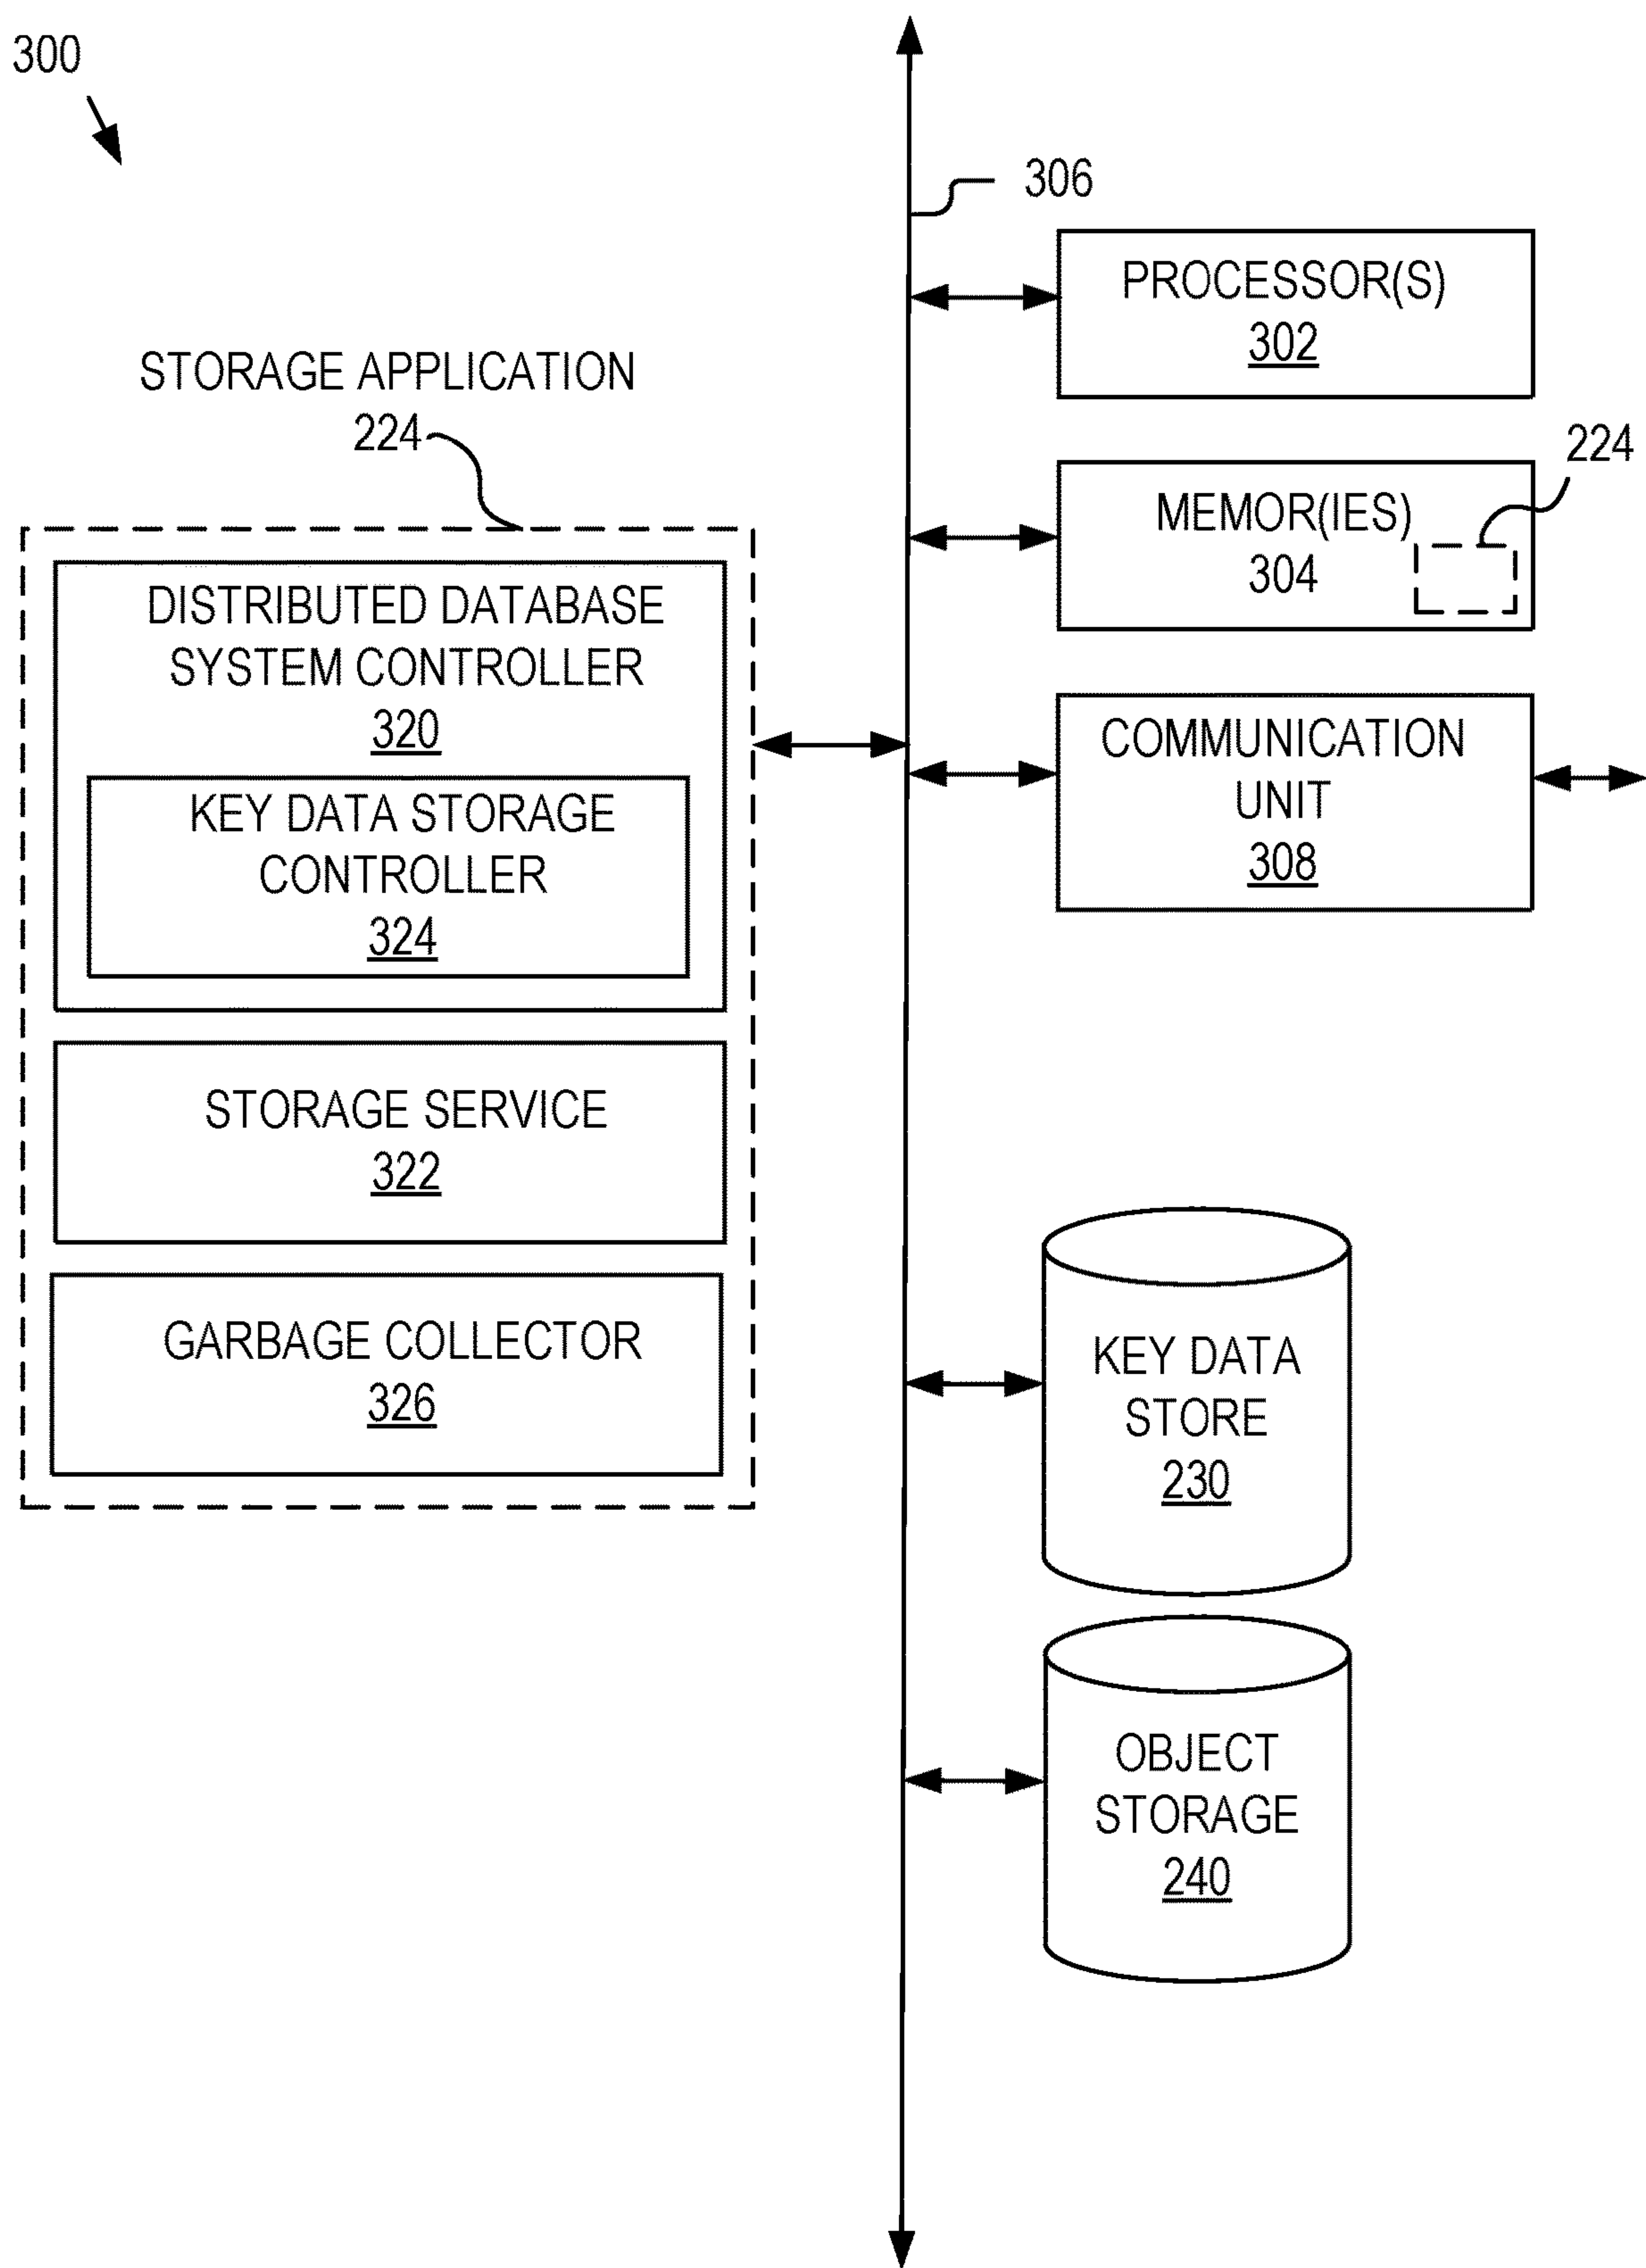 300
306
PROCESSOR(S)
302
STORAGE APPLICATION
224
224
MEMOR(IES)
304
DISTRIBUTED DATABASE
SYSTEM CONTROLLER
320
KEY DATA STORAGE
CONTROLLER
324
COMMUNICATION
UNIT
308
STORAGE SERVICE
322
GARBAGE COLLECTOR
326
KEY DATA
STORE
230
OBJECT
STORAGE
240